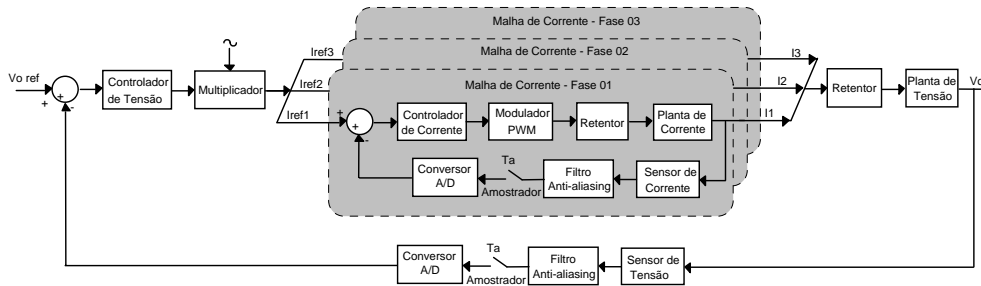 Malha de Corrente - Fase 03
Malha de Corrente - Fase 02
Malha de Corrente - Fase 01
Vo ref
+
-
Controlador
de Tensão
~
Multiplicador
Iref3
Iref2
Iref1
+
+
-
Controlador
de Corrente
Modulador
PWM
Retentor
Planta de
Corrente
I3
I2
I1
Retentor
Planta de
Tensão
Vo
Conversor
A/D
Ta
Amostrador
Filtro
Anti-aliasing
Sensor de
Corrente
Conversor
A/D
Ta
Amostrador
Filtro
Anti-aliasing
Sensor de
Tensão